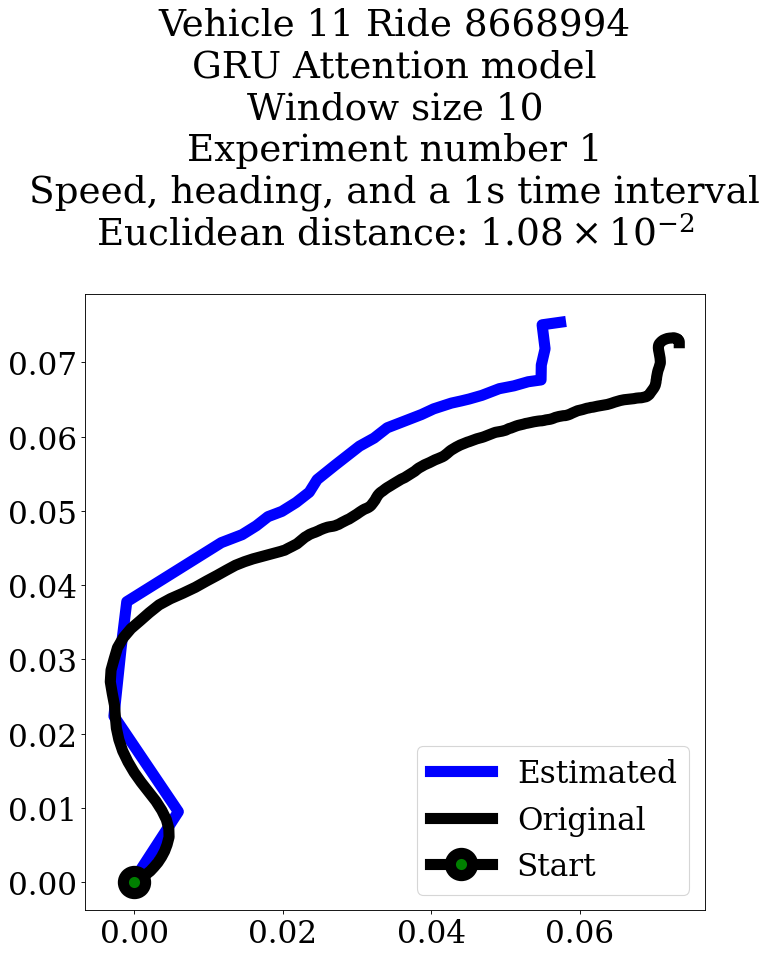 Vehicle 11 Ride 8668994
GRU Attention model
Window size 10
Experiment number 1
Speed, heading, and a 1s time interval
Euclidean distance: 1.08 × 10⁻²
0.07
0.06
0.05
0.04
0.03
0.02
0.01
0.00
Estimated
Original
Start
0.00 0.02 0.04 0.06